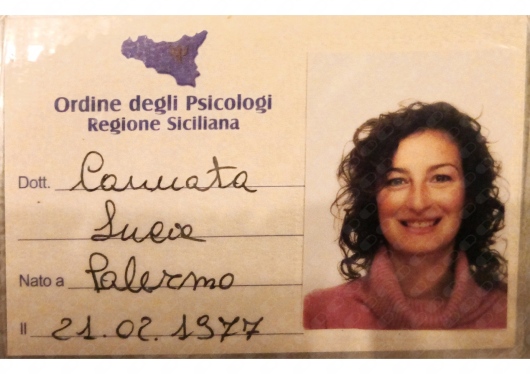 Ordine degli Psicologi
Regione Siciliana
Dott. Cannata
Lucia
Nato a Palermo
Il 21.02.1977